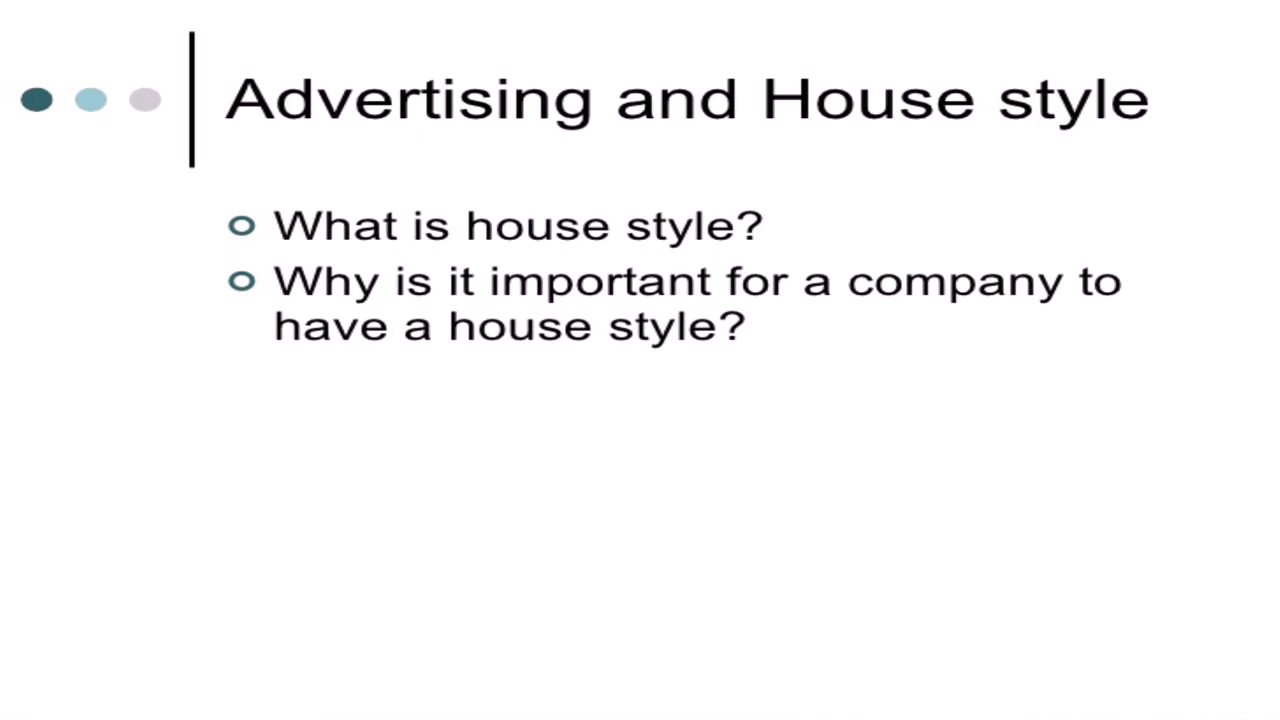 Advertising and House style
What is house style?
Why is it important for a company to
have a house style?